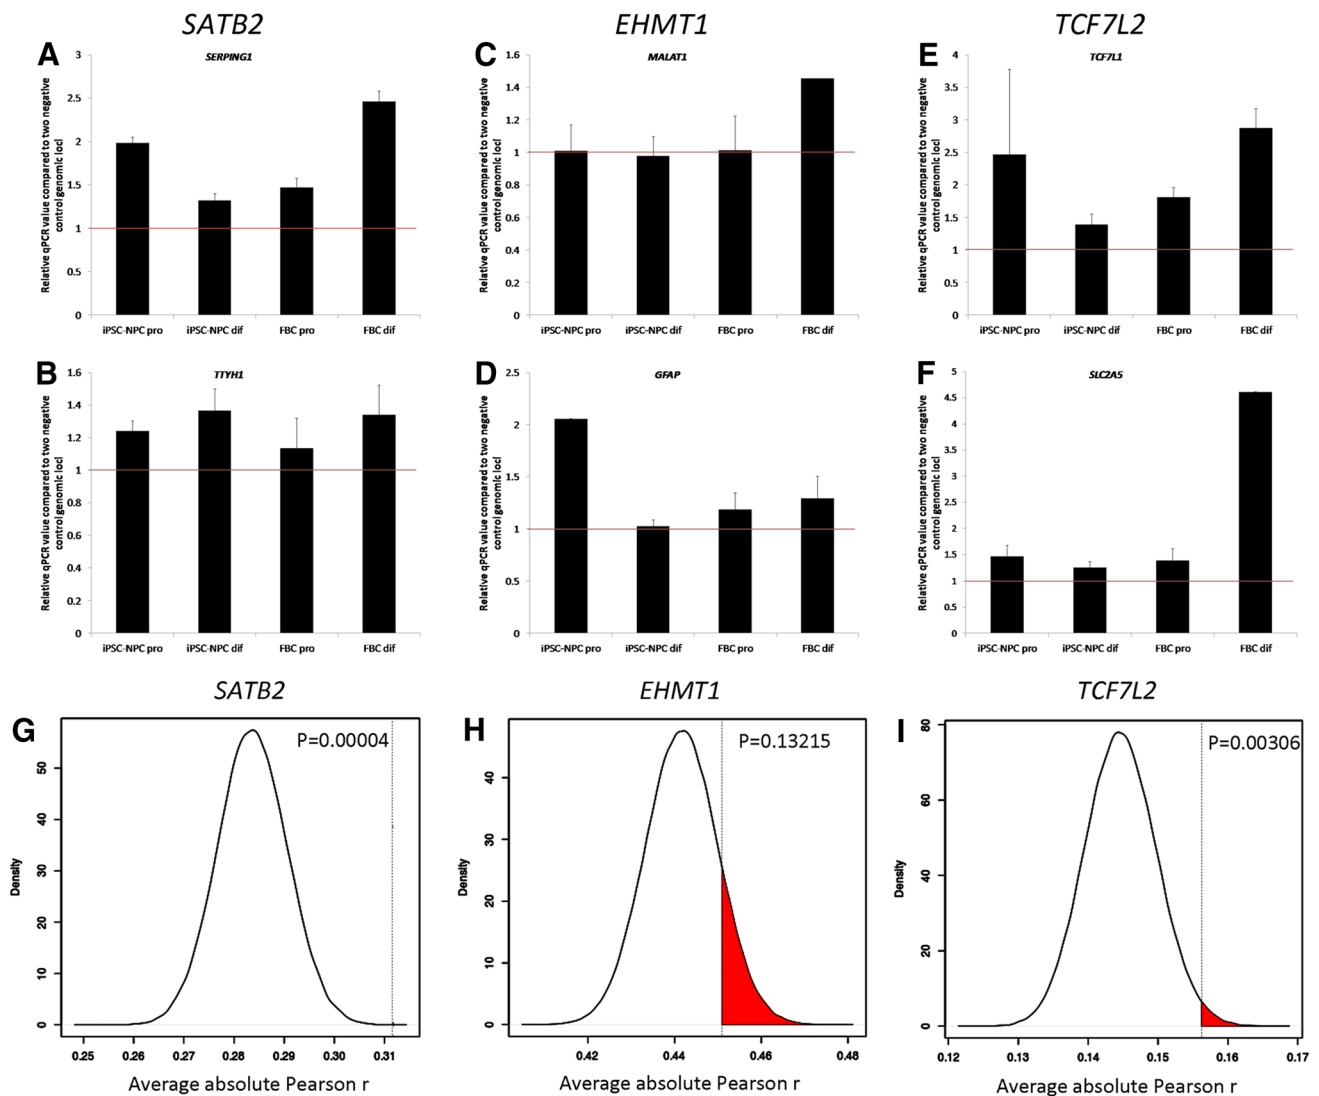 SATB2
EHMT1
TCF7L2
A
SERPING1
Relative qPCR value compared to two negative
control genomic loci
3
2.5
2
1.5
1
0.5
0
iPSC-NPC pro
iPSC-NPC dif
FBC pro
FBC dif
C
MALAT1
Relative qPCR value compared to two negative
control genomic loci
1.6
1.4
1.2
1
0.8
0.6
0.4
0.2
0
iPSC-NPC pro
iPSC-NPC dif
FBC pro
FBC dif
E
TCF7L1
Relative qPCR value compared to two negative
control genomic loci
4
3.5
3
2.5
2
1.5
1
0.5
0
iPSC-NPC pro
iPSC-NPC dif
FBC pro
FBC dif
B
TTYH1
Relative qPCR value compared to two negative
control genomic loci
1.6
1.4
1.2
1
0.8
0.6
0.4
0.2
0
iPSC-NPC pro
iPSC-NPC dif
FBC pro
FBC dif
D
GFAP
Relative qPCR value compared to two negative
control genomic loci
2.5
2
1.5
1
0.5
0
iPSC-NPC pro
iPSC-NPC dif
FBC pro
FBC dif
F
SLC2A5
Relative qPCR value compared to two negative
control genomic loci
5
4.5
4
3.5
3
2.5
2
1.5
1
0.5
0
iPSC-NPC pro
iPSC-NPC dif
FBC pro
FBC dif
SATB2
EHMT1
TCF7L2
G
P=0.00004
Density
50
40
30
20
10
0
0.25 0.26 0.27 0.28 0.29 0.30 0.31
Average absolute Pearson r
H
P=0.13215
Density
40
30
20
10
0
0.42 0.44 0.46 0.48
Average absolute Pearson r
I
P=0.00306
Density
80
60
40
20
0
0.12 0.13 0.14 0.15 0.16 0.17
Average absolute Pearson r